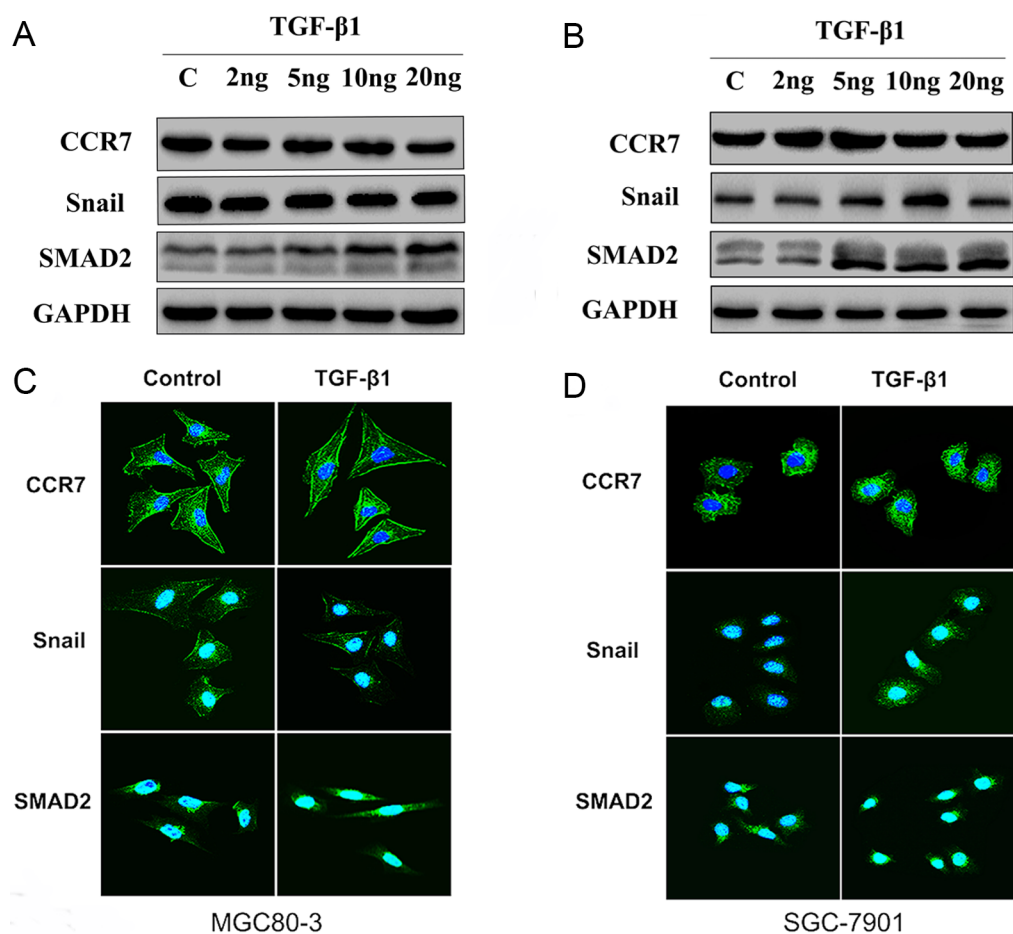 A
TGF-β1
C 2ng 5ng 10ng 20ng
CCR7
Snail
SMAD2
GAPDH
B
TGF-β1
C 2ng 5ng 10ng 20ng
CCR7
Snail
SMAD2
GAPDH
C
Control TGF-β1
CCR7
Snail
SMAD2
MGC80-3
D
Control TGF-β1
CCR7
Snail
SMAD2
SGC-7901